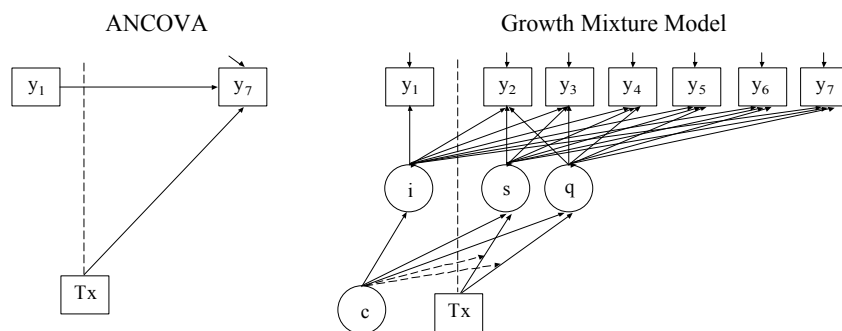 ANCOVA
Growth Mixture Model
y1 y7
y1 y2 y3 y4 y5 y6 y7
i s q
Tx
c Tx